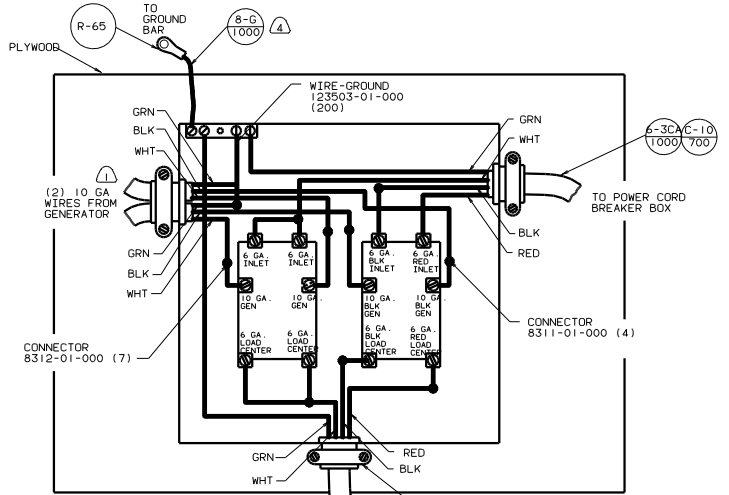 TO
GROUND
BAR
R-65
8-G
1000
4
PLYWOOD
WIRE-GROUND
123503-01-000
(200)
GRN
BLK
WHT
GRN
WHT
6-3CA
1000
C-10
700
1
(2) 10 GA
WIRES FROM
GENERATOR
TO POWER CORD
BREAKER BOX
BLK
RED
GRN
BLK
WHT
6 GA.
INLET
6 GA.
INLET
6 GA.
BLK
INLET
6 GA.
RED
INLET
10 GA.
GEN
10 GA.
GEN
10 GA.
BLK
GEN
10 GA.
BLK
GEN
6 GA.
LOAD
CENTER
6 GA.
LOAD
CENTER
6 GA.
BLK
LOAD
CENTER
6 GA.
RED
LOAD
CENTER
CONNECTOR
8312-01-000 (7)
CONNECTOR
8311-01-000 (4)
GRN
WHT
RED
BLK